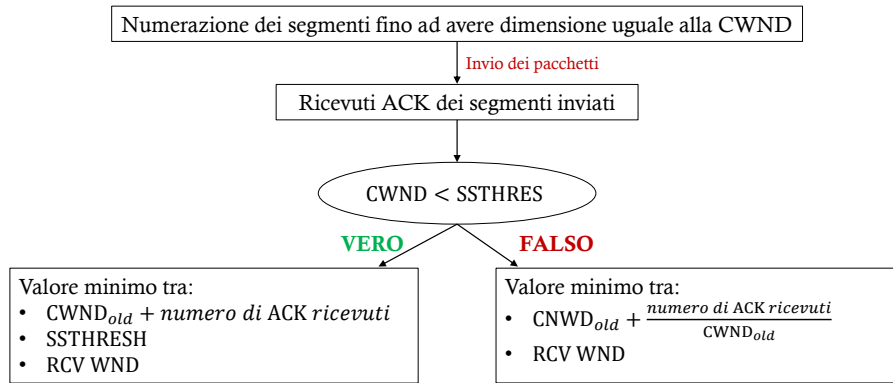 Numerazione dei segmenti fino ad avere dimensione uguale alla CWND
Invio dei pacchetti
Ricevuti ACK dei segmenti inviati
CWND < SSTHRES
VERO
FALSO
Valore minimo tra:
• CWND_old + numero di ACK ricevuti
• SSTHRESH
• RCV WND
Valore minimo tra:
• CNWD_old + numero di ACK ricevuti / CWND_old
• RCV WND